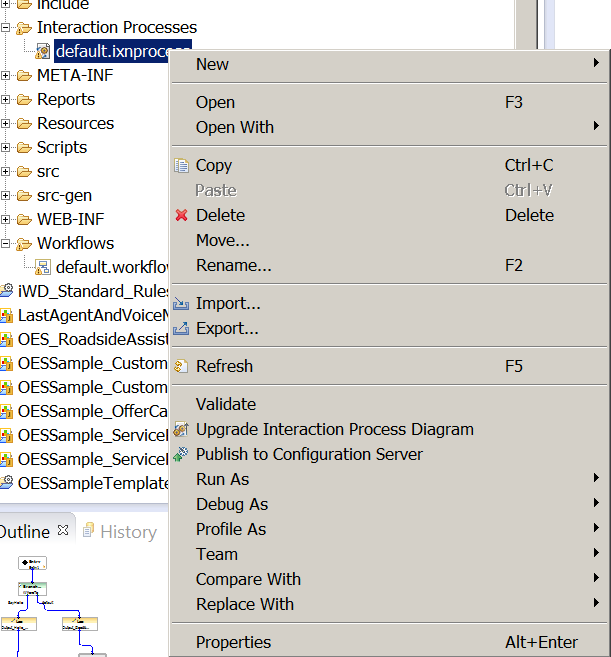 include
Interaction Processes
default.ixnprocess
META-INF
Reports
Resources
Scripts
src
src-gen
WEB-INF
Workflows
default.workflow
iWD_Standard_Rules
LastAgentAndVoiceM
OES_RoadsideAssist
OESSample_Custom
OESSample_Custom
OESSample_OfferCa
OESSample_Service
OESSample_Service
OESSampleTemplate
New
Open F3
Open With
Copy Ctrl+C
Paste Ctrl+V
Delete Delete
Move...
Rename... F2
Import...
Export...
Refresh F5
Validate
Upgrade Interaction Process Diagram
Publish to Configuration Server
Run As
Debug As
Profile As
Team
Compare With
Replace With
Properties Alt+Enter
Outline
History
Entry